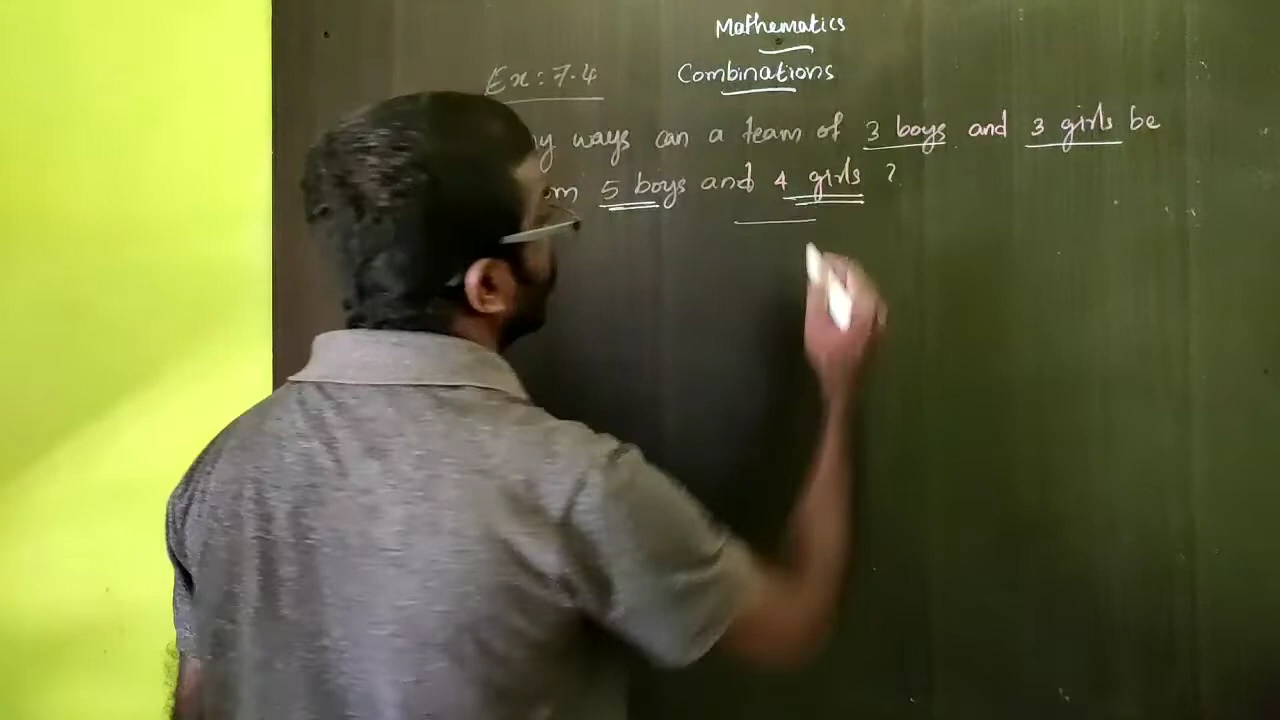 Mathematics
Ex: 7.4 Combinations
ways can a team of 3 boys and 3 girls be
5 boys and 4 girls ?